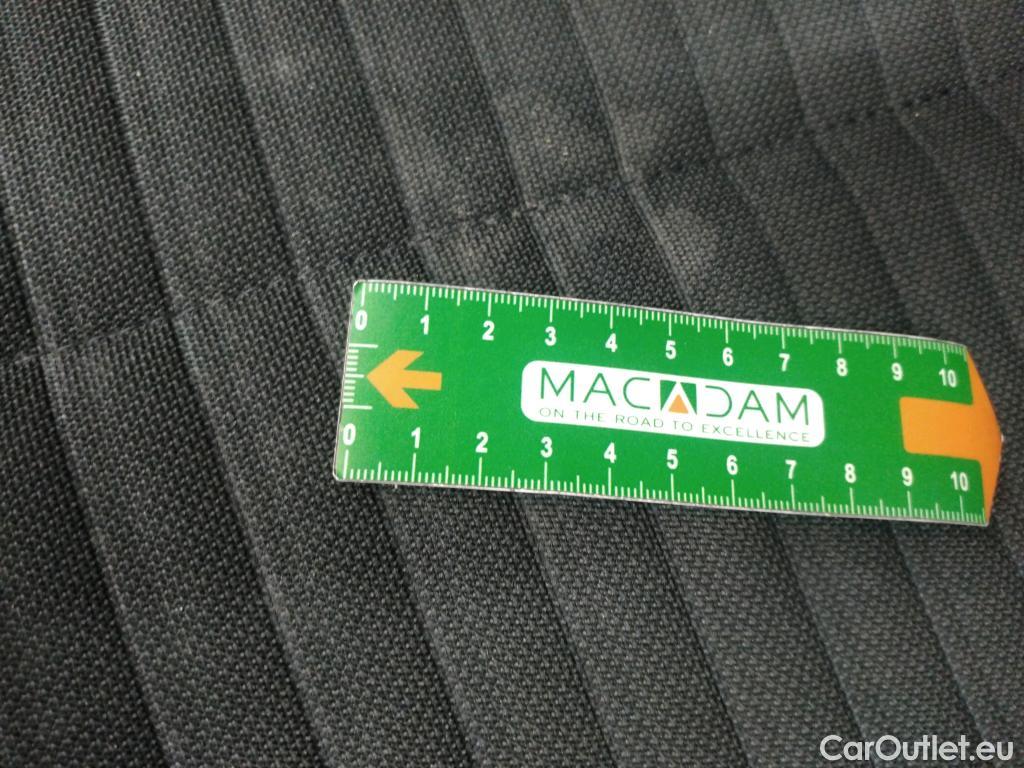 0 1 2 3 4 5 6 7 8 9 10
MACADAM
ON THE ROAD TO EXCELLENCE
0 1 2 3 4 5 6 7 8 9 10
CarOutlet.eu